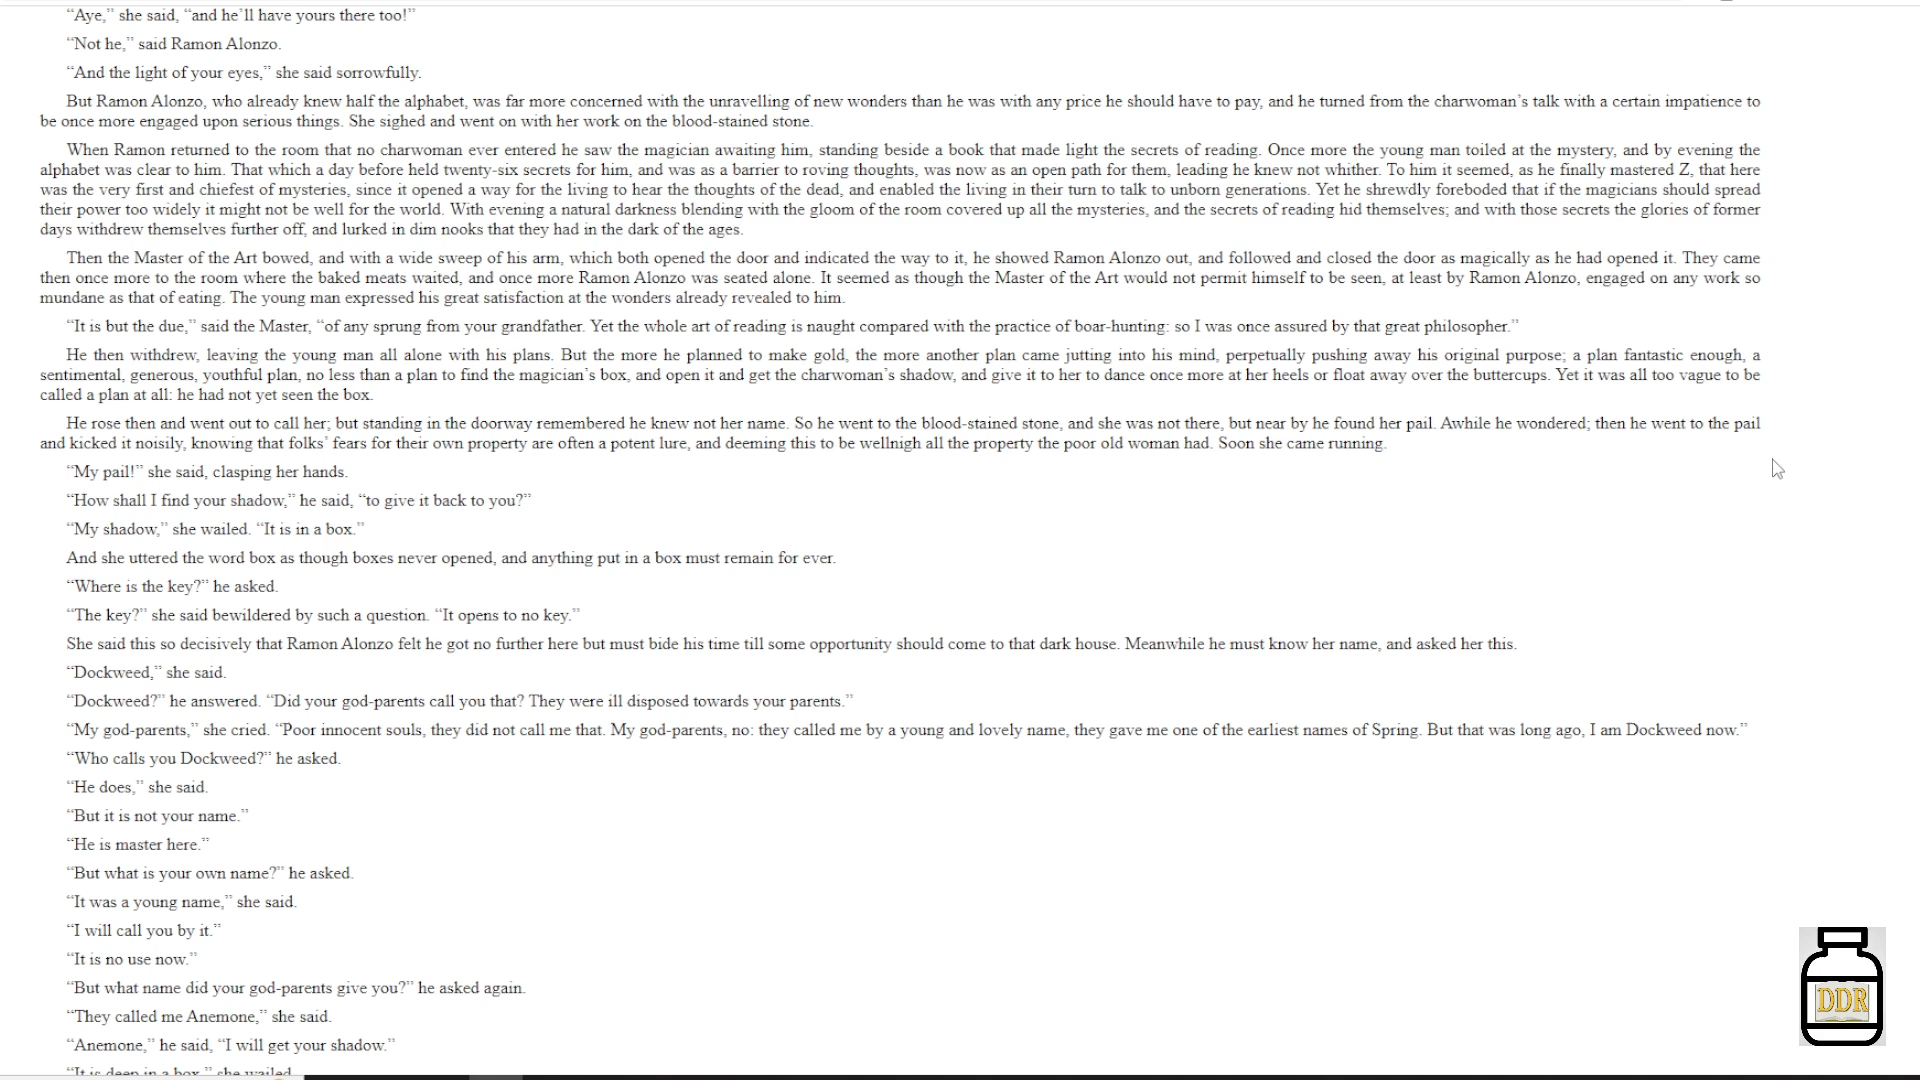 “Aye,” she said, “and he’ll have yours there too!”
“Not he,” said Ramon Alonzo.
“And the light of your eyes,” she said sorrowfully.
But Ramon Alonzo, who already knew half the alphabet, was far more concerned with the unravelling of new wonders than he was with any price he should have to pay, and he turned from the charwoman’s talk with a certain impatience to
be once more engaged upon serious things. She sighed and went on with her work on the blood-stained stone.
When Ramon returned to the room that no charwoman ever entered he saw the magician awaiting him, standing beside a book that made light the secrets of reading. Once more the young man toiled at the mystery, and by evening the
alphabet was clear to him. That which a day before held twenty-six secrets for him, and was as a barrier to roving thoughts, was now as an open path for them, leading he knew not whither. To him it seemed, as he finally mastered Z, that here
was the very first and chiefest of mysteries, since it opened a way for the living to hear the thoughts of the dead, and enabled the living in their turn to talk to unborn generations. Yet he shrewdly foreboded that if the magicians should spread
their power too widely it might not be well for the world. With evening a natural darkness blending with the gloom of the room covered up all the mysteries, and the secrets of reading hid themselves; and with those secrets the glories of former
days withdrew themselves further off, and lurked in dim nooks that they had in the dark of the ages.
Then the Master of the Art bowed, and with a wide sweep of his arm, which both opened the door and indicated the way to it, he showed Ramon Alonzo out, and followed and closed the door as magically as he had opened it. They came
then once more to the room where the baked meats waited, and once more Ramon Alonzo was seated alone. It seemed as though the Master of the Art would not permit himself to be seen, at least by Ramon Alonzo, engaged on any work so
mundane as that of eating. The young man expressed his great satisfaction at the wonders already revealed to him.
“It is but the due,” said the Master, “of any sprung from your grandfather. Yet the whole art of reading is naught compared with the practice of boar-hunting: so I was once assured by that great philosopher.”
He then withdrew, leaving the young man all alone with his plans. But the more he planned to make gold, the more another plan came jutting into his mind, perpetually pushing away his original purpose; a plan fantastic enough, a
sentimental, generous, youthful plan, no less than a plan to find the magician’s box, and open it and get the charwoman’s shadow, and give it to her to dance once more at her heels or float away over the buttercups. Yet it was all too vague to be
called a plan at all: he had not yet seen the box.
He rose then and went out to call her; but standing in the doorway remembered he knew not her name. So he went to the blood-stained stone, and she was not there, but near by he found her pail. Awhile he wondered; then he went to the pail
and kicked it noisily, knowing that folks’ fears for their own property are often a potent lure, and deeming this to be wellnigh all the property the poor old woman had. Soon she came running.
“My pail!” she said, clasping her hands.
“How shall I find your shadow,” he said, “to give it back to you?”
“My shadow,” she wailed. “It is in a box.”
And she uttered the word box as though boxes never opened, and anything put in a box must remain for ever.
“Where is the key?” he asked.
“The key?” she said bewildered by such a question. “It opens to no key.”
She said this so decisively that Ramon Alonzo felt he got no further here but must bide his time till some opportunity should come to that dark house. Meanwhile he must know her name, and asked her this.
“Dockweed,” she said.
“Dockweed?” he answered. “Did your god-parents call you that? They were ill disposed towards your parents.”
“My god-parents,” she cried. “Poor innocent souls, they did not call me that. My god-parents, no: they called me by a young and lovely name, they gave me one of the earliest names of Spring. But that was long ago, I am Dockweed now.”
“Who calls you Dockweed?” he asked.
“He does,” she said.
“But it is not your name.”
“He is master here.”
“But what is your own name?” he asked.
“It was a young name,” she said.
“I will call you by it.”
“It is no use now.”
“But what name did your god-parents give you?” he asked again.
“They called me Anemone,” she said.
“Anemone,” he said, “I will get your shadow.”
“It is deep in a box,” she wailed.
DDR